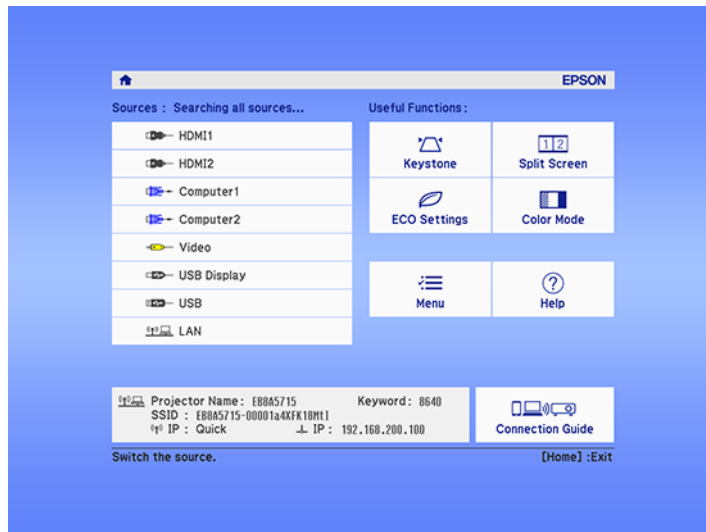 EPSON
Sources : Searching all sources...
HDMI1
HDMI2
Computer1
Computer2
Video
USB Display
USB
LAN
Useful Functions :
Keystone
1 2
Split Screen
ECO Settings
Color Mode
Menu
? Help
Projector Name : EB8A5715 Keyword : 8640
SSID : EB8A5715-00001a4XFK18MtI
IP : Quick IP : 192.168.200.100
Connection Guide
Switch the source. [Home] :Exit